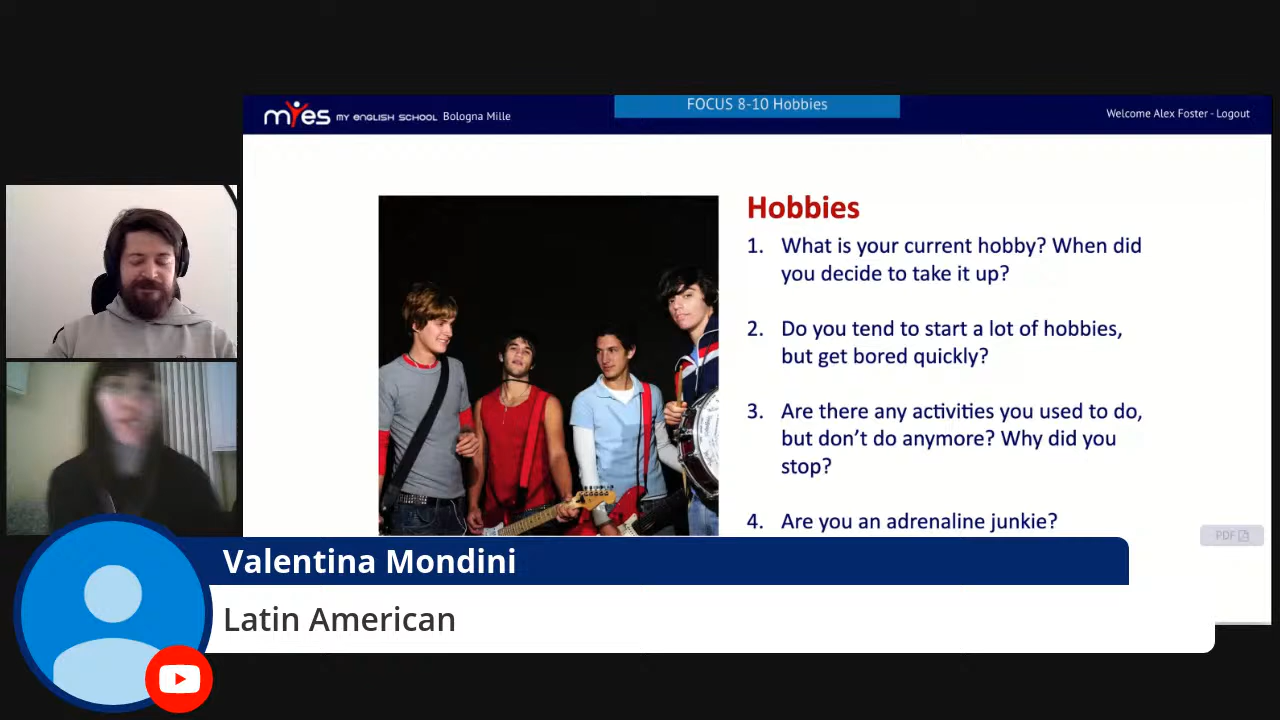 FOCUS 8-10 Hobbies
myes MY ENGLISH SCHOOL Bologna Mille
Welcome Alex Foster - Logout
Hobbies
1. What is your current hobby? When did
you decide to take it up?
2. Do you tend to start a lot of hobbies,
but get bored quickly?
3. Are there any activities you used to do,
but don't do anymore? Why did you
stop?
4. Are you an adrenaline junkie?
PDF
Valentina Mondini
Latin American